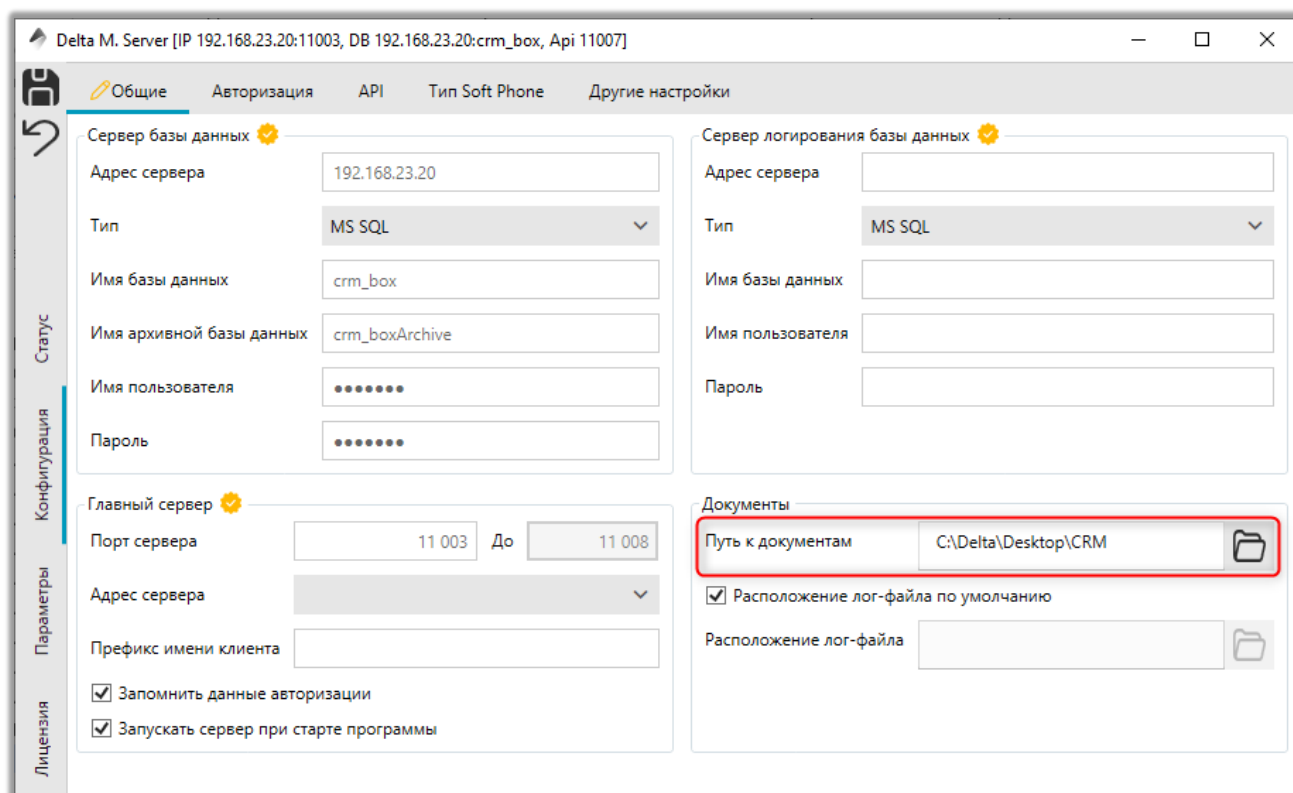 Delta M. Server [IP 192.168.23.20:11003, DB 192.168.23.20:crm_box, Api 11007]
Общие Авторизация API Тип Soft Phone Другие настройки
Статус
Конфигурация
Параметры
Лицензия
Сервер базы данных
Адрес сервера 192.168.23.20
Тип MS SQL
Имя базы данных crm_box
Имя архивной базы данных crm_boxArchive
Имя пользователя •••••••
Пароль •••••••
Сервер логирования базы данных
Адрес сервера
Тип MS SQL
Имя базы данных
Имя пользователя
Пароль
Главный сервер
Порт сервера 11 003 До 11 008
Адрес сервера
Префикс имени клиента
Запомнить данные авторизации
Запускать сервер при старте программы
Документы
Путь к документам C:\Delta\Desktop\CRM
Расположение лог-файла по умолчанию
Расположение лог-файла